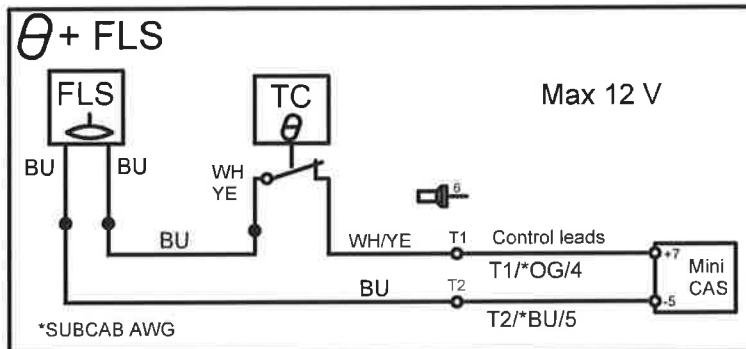 θ + FLS
FLS
TC
θ
Max 12 V
BU
BU
WH
YE
6
BU
WH/YE
T1
Control leads
+7
T1/*OG/4
Mini
CAS
BU
T2
-5
T2/*BU/5
*SUBCAB AWG